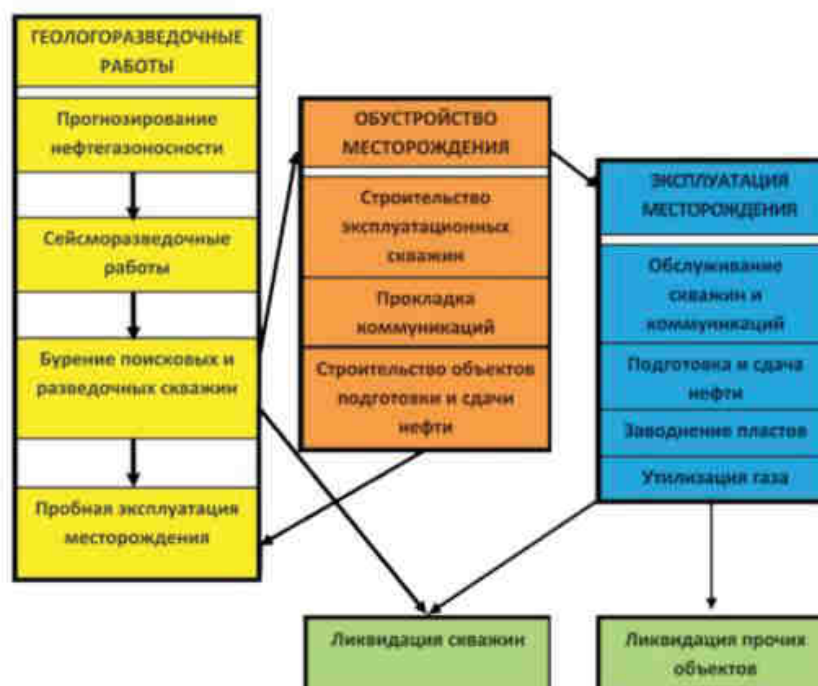 ГЕОЛОГОРАЗВЕДОЧНЫЕ
РАБОТЫ
Прогнозирование
нефтегазоносности
Сейсморазведочные
работы
Бурение поисковых и
разведочных скважин
Пробная эксплуатация
месторождения
ОБУСТРОЙСТВО
МЕСТОРОЖДЕНИЯ
Строительство
эксплуатационных
скважин
Прокладка
коммуникаций
Строительство объектов
подготовки и сдачи
нефти
ЭКСПЛУАТАЦИЯ
МЕСТОРОЖДЕНИЯ
Обслуживание
скважин и
коммуникаций
Подготовка и сдача
нефти
Заводнение пластов
Утилизация газа
Ликвидация скважин
Ликвидация прочих
объектов